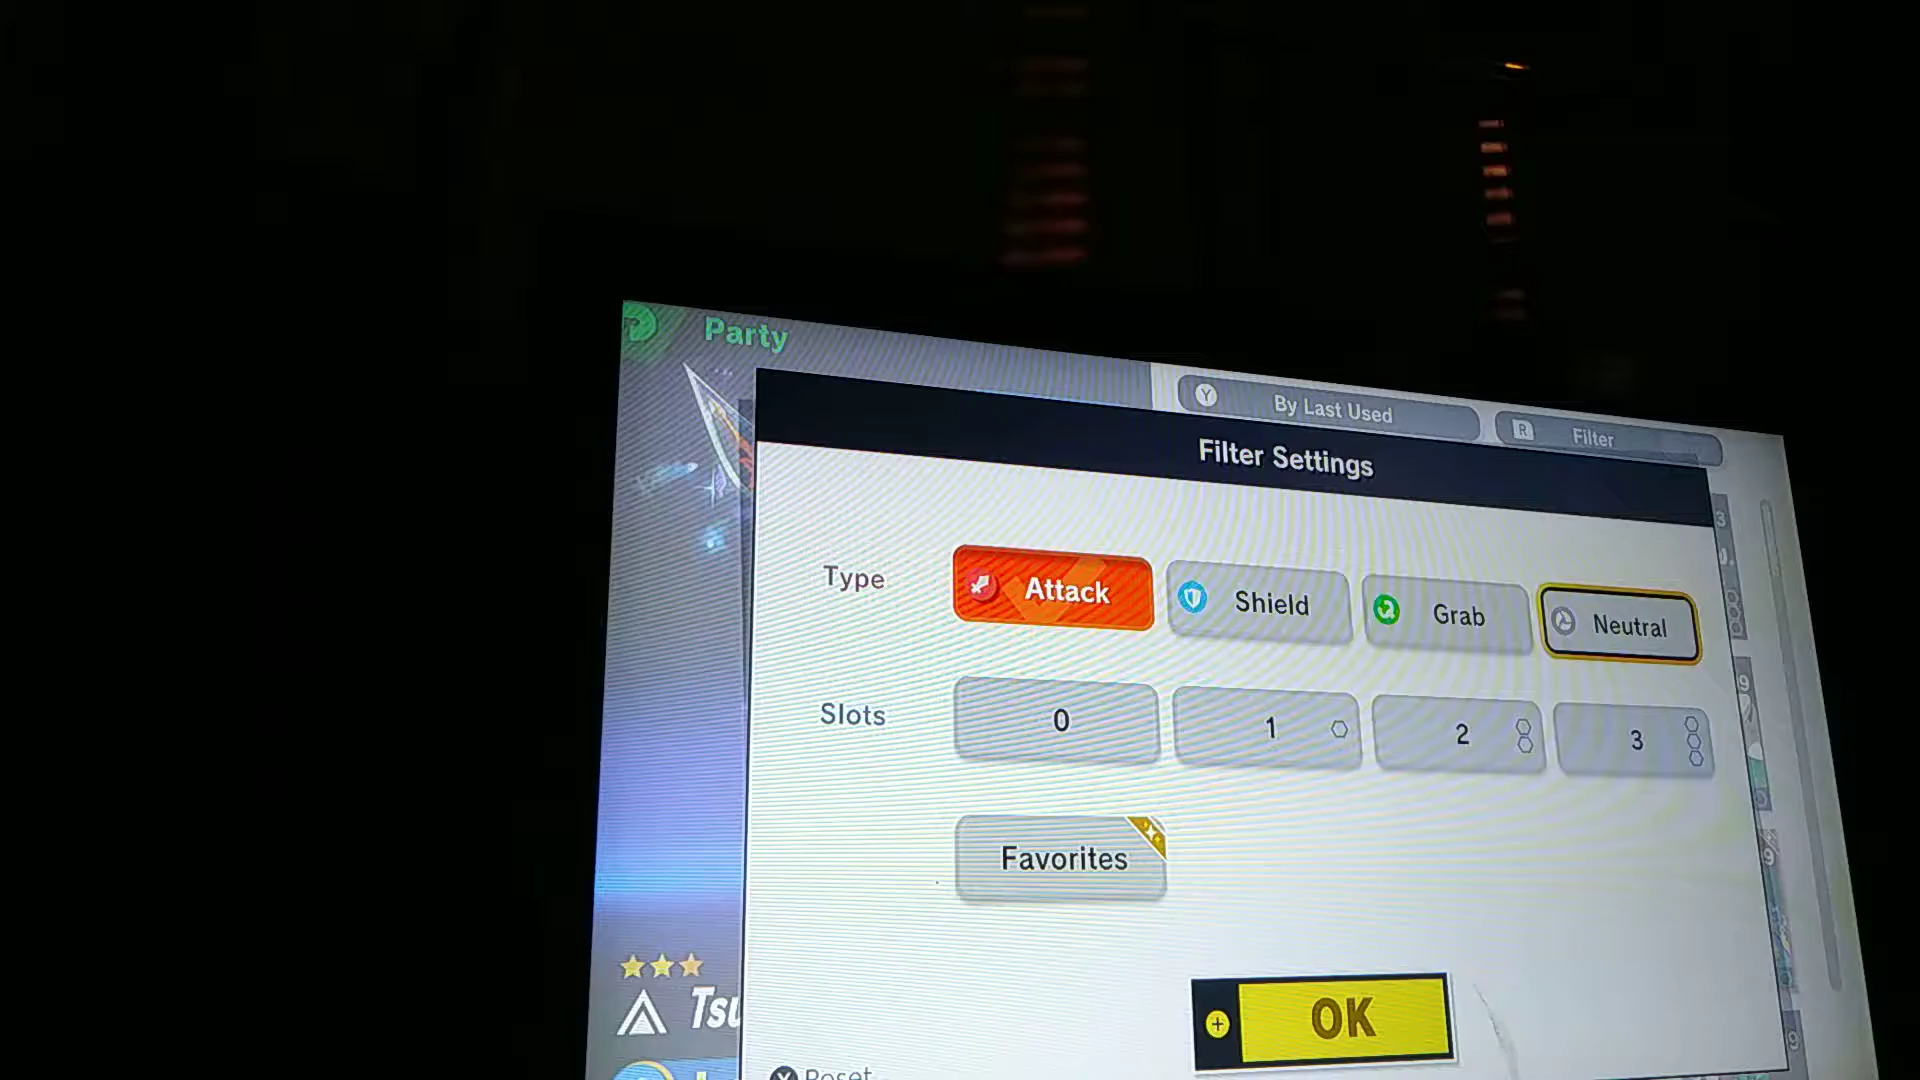 Party
Y By Last Used
R Filter
Filter Settings
Type
Attack
Shield
Grab
Neutral
Slots
0
1
2
3
Favorites
OK
Reset